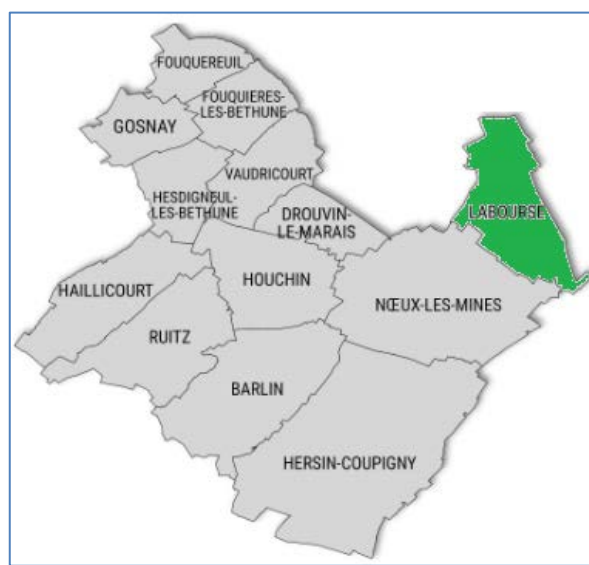 FOUQUEREUIL
FOUQUIERES-
LES-BETHUNE
GOSNAY
VAUDRICOURT
HESDIGNEUL
-LES-BETHUNE
DROUVIN-
LE-MARAIS
LABOURSE
HAILLICOURT
HOUCHIN
NŒUX-LES-MINES
RUITZ
BARLIN
HERSIN-COUPIGNY